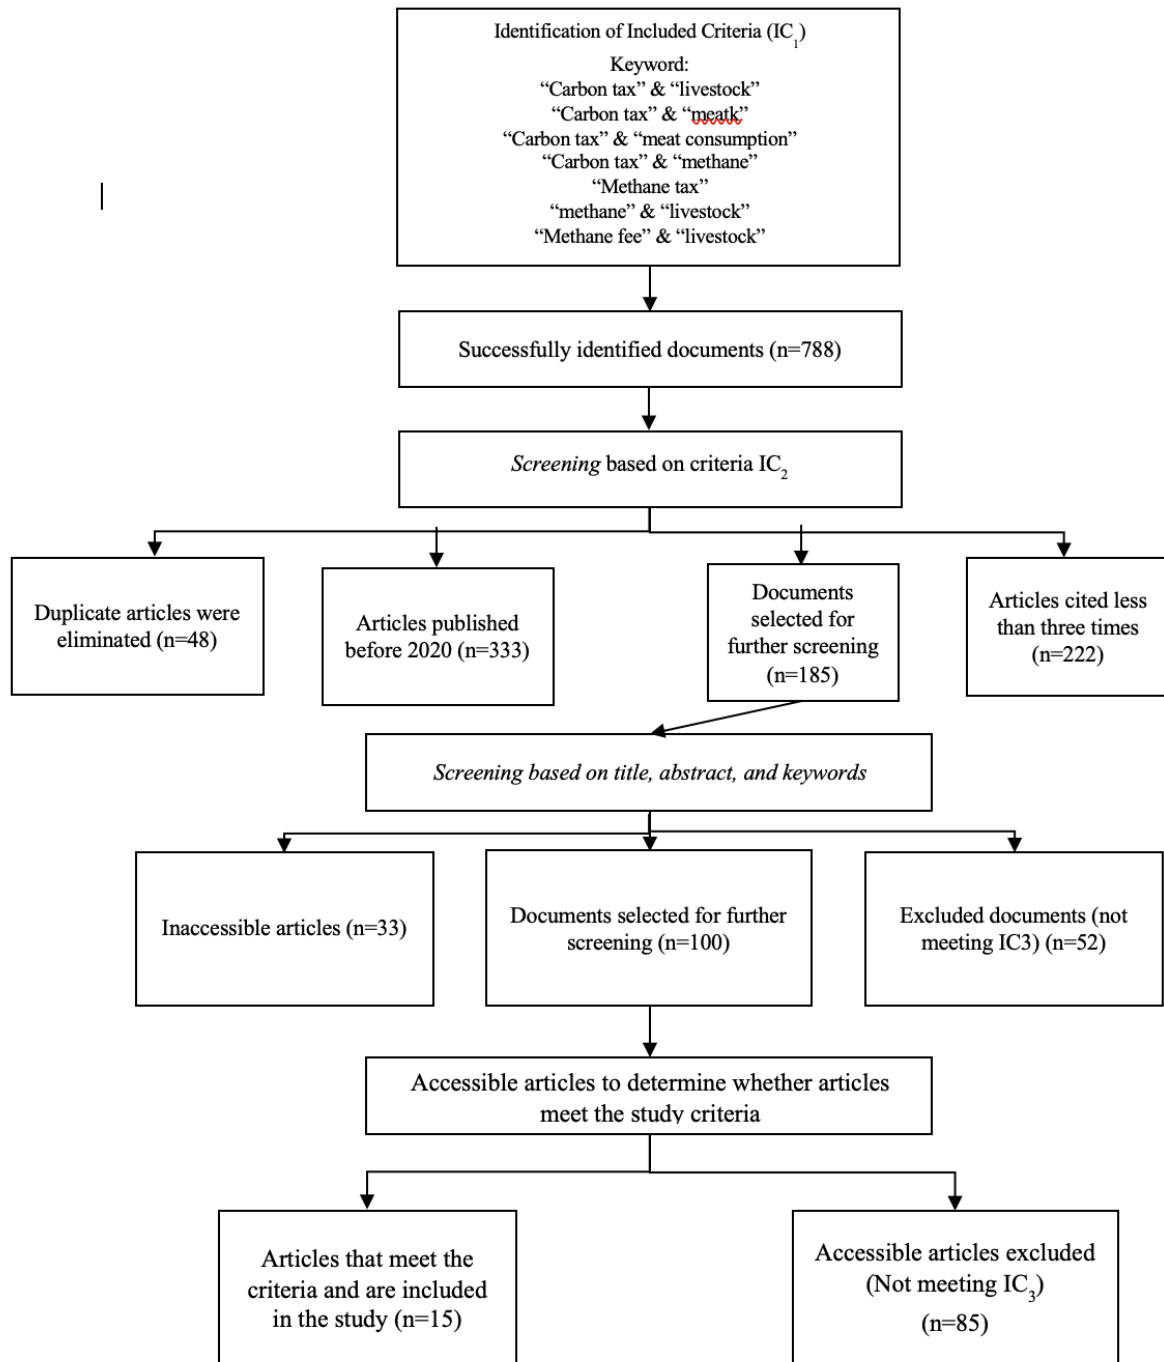 Identification of Included Criteria (IC1)
Keyword:
“Carbon tax” & “livestock”
“Carbon tax” & “meatk”
“Carbon tax” & “meat consumption”
“Carbon tax” & “methane”
“Methane tax”
“methane” & “livestock”
“Methane fee” & “livestock”
Successfully identified documents (n=788)
Screening based on criteria IC2
Duplicate articles were
eliminated (n=48)
Articles published
before 2020 (n=333)
Documents
selected for
further screening
(n=185)
Articles cited less
than three times
(n=222)
Screening based on title, abstract, and keywords
Inaccessible articles (n=33)
Documents selected for further
screening (n=100)
Excluded documents (not
meeting IC3) (n=52)
Accessible articles to determine whether articles
meet the study criteria
Articles that meet the
criteria and are included
in the study (n=15)
Accessible articles excluded
(Not meeting IC3)
(n=85)